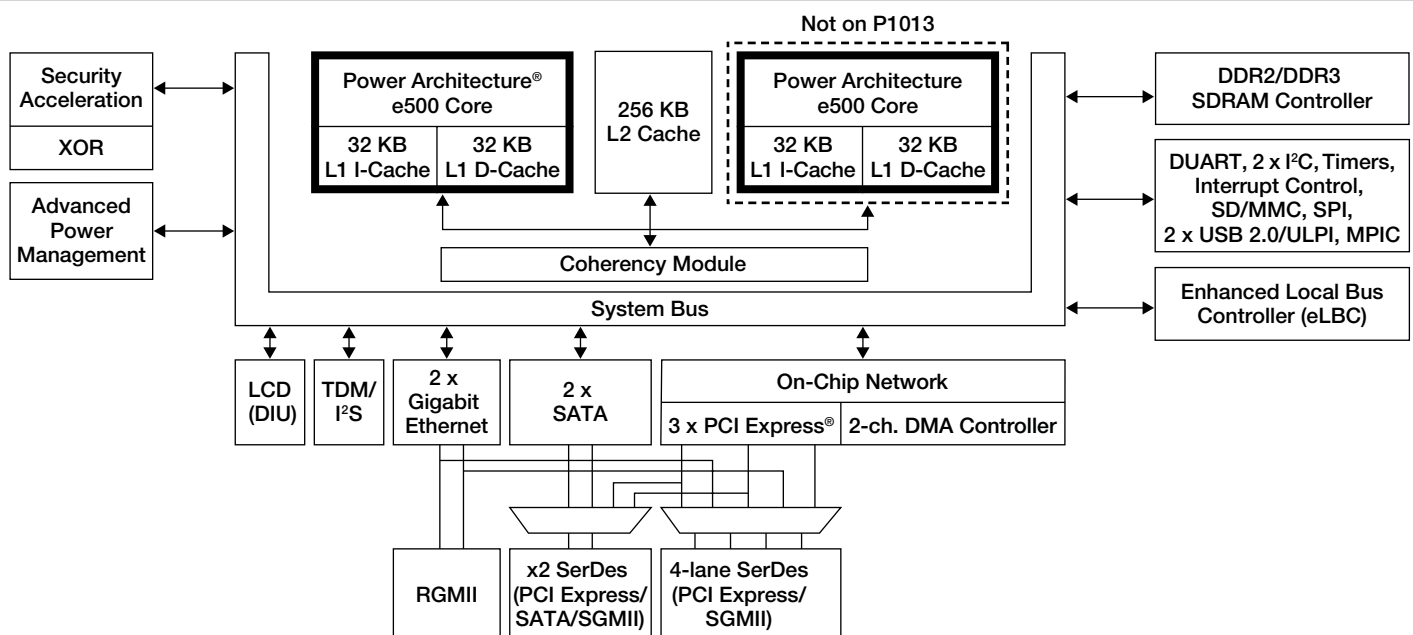 Not on P1013
Security
Acceleration
XOR
Advanced
Power
Management
Power Architecture®
e500 Core
32 KB
L1 I-Cache
32 KB
L1 D-Cache
256 KB
L2 Cache
Power Architecture
e500 Core
32 KB
L1 I-Cache
32 KB
L1 D-Cache
Coherency Module
System Bus
DDR2/DDR3
SDRAM Controller
DUART, 2 x I²C, Timers,
Interrupt Control,
SD/MMC, SPI,
2 x USB 2.0/ULPI, MPIC
Enhanced Local Bus
Controller (eLBC)
LCD
(DIU)
TDM/
I²S
2 x
Gigabit
Ethernet
2 x
SATA
On-Chip Network
3 x PCI Express®
2-ch. DMA Controller
RGMII
x2 SerDes
(PCI Express/
SATA/SGMII)
4-lane SerDes
(PCI Express/
SGMII)